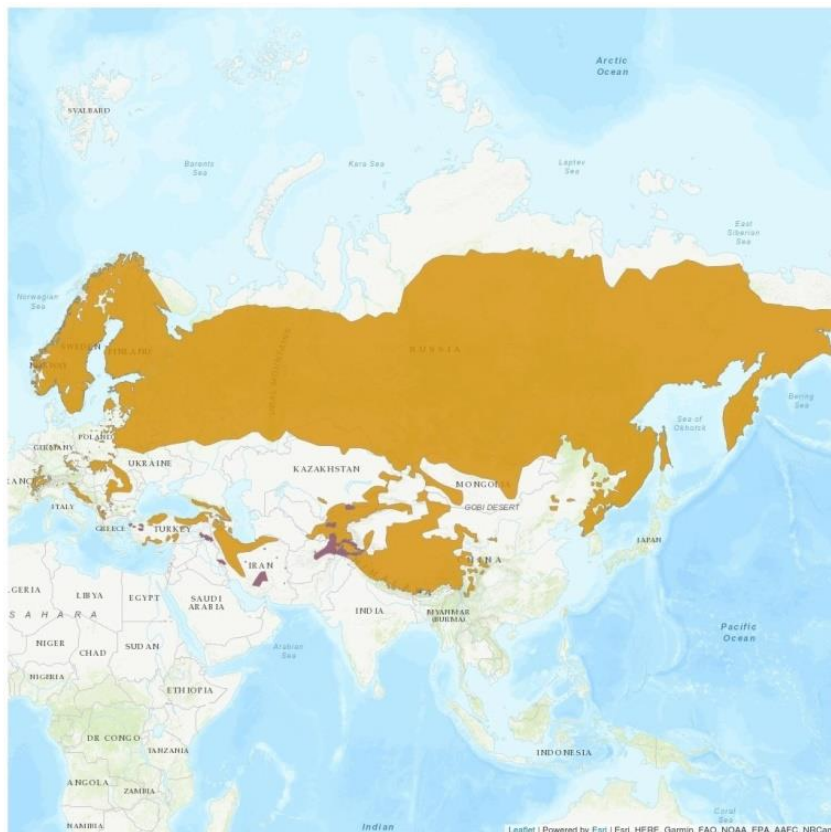 Arctic
Ocean
SVALBARD
Barents
Sea
Kara Sea
Laptev
Sea
East
Siberian
Sea
Norwegian
Sea
SWEDEN
FINLAND
NORWAY
RUSSIA
URAL MOUNTAINS
Bering
Sea
Sea of
Okhotsk
POLAND
GERMANY
UKRAINE
KAZAKHSTAN
MONGOLIA
FRANC
ITALY
GOBI DESERT
GREECE
TURKEY
JAPAN
IRAN
CHINA
HIMALAYAS
LGERIA
LIBYA
EGYPT
SAUDI
ARABIA
INDIA
MYANMAR
(BURMA)
SAHARA
NIGER
CHAD
SUDAN
Arabian
Sea
Pacific
Ocean
NIGERIA
ETHIOPIA
DR CONGO
TANZANIA
INDONESIA
ANGOLA
ZAMBIA
NAMIBIA
Indian
Coral
Sea
Leaflet | Powered by Esri | Esri, HERE, Garmin, FAO, NOAA, EPA, AAFC, NRCan